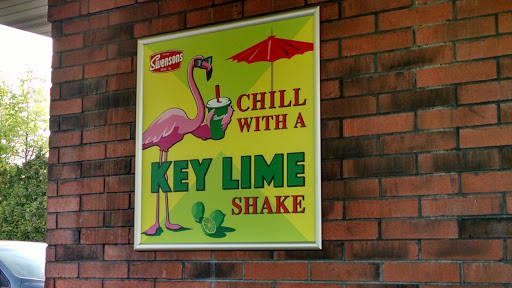 Swensons
CHILL
WITH A
KEY LIME
SHAKE